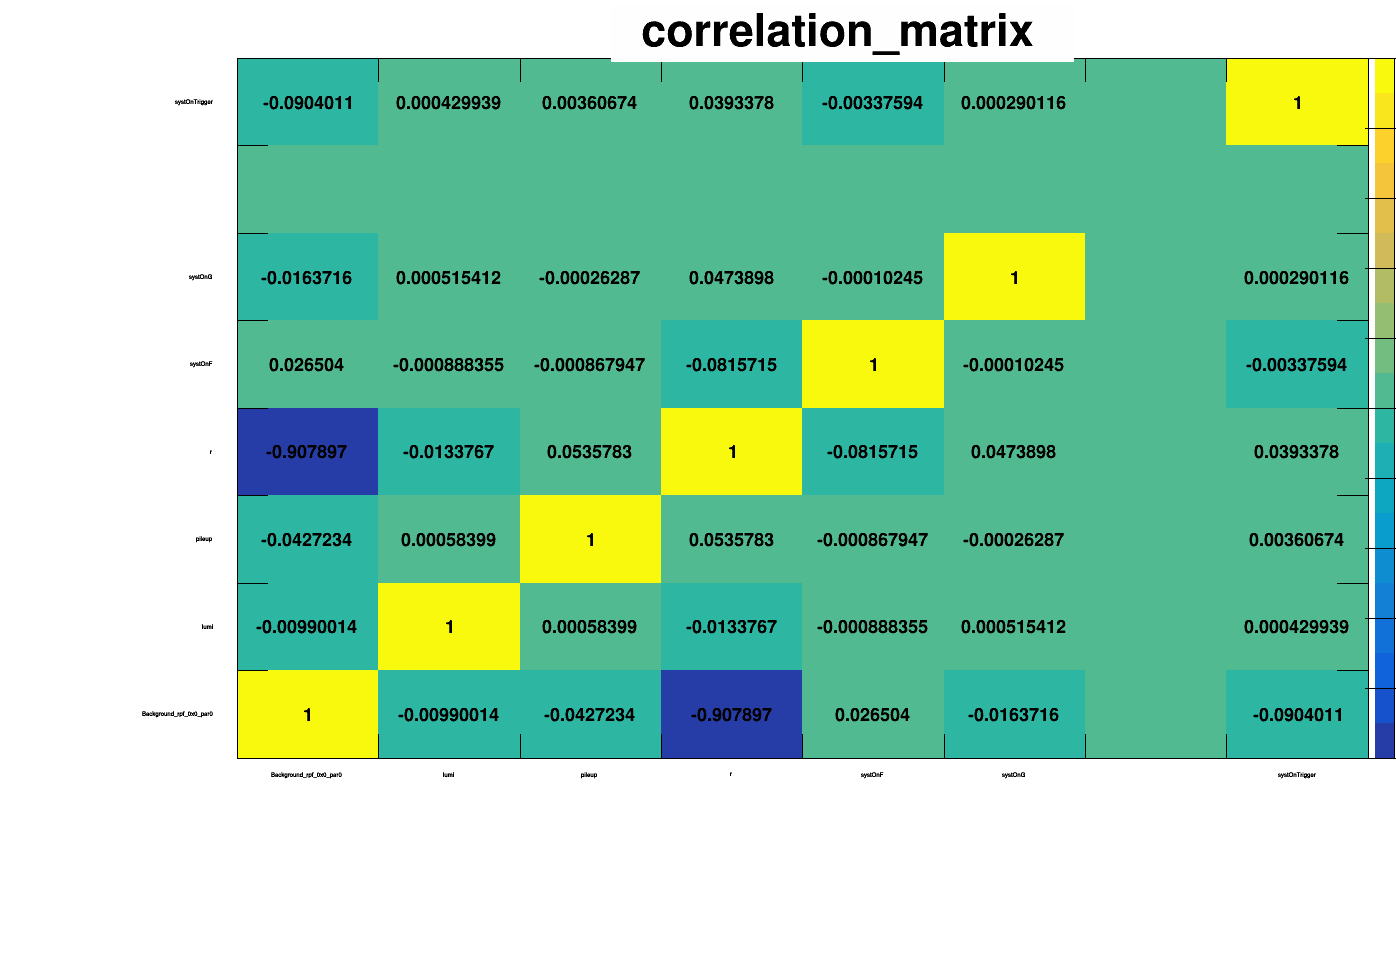 correlation_matrix
systOnTrigger -0.0904011 0.000429939 0.00360674 0.0393378 -0.00337594 0.000290116 1
systOnG -0.0163716 0.000515412 -0.00026287 0.0473898 -0.00010245 1 0.000290116
systOnF 0.026504 -0.000888355 -0.000867947 -0.0815715 1 -0.00010245 -0.00337594
r -0.907897 -0.0133767 0.0535783 1 -0.0815715 0.0473898 0.0393378
pileup -0.0427234 0.00058399 1 0.0535783 -0.000867947 -0.00026287 0.00360674
lumi -0.00990014 1 0.00058399 -0.0133767 -0.000888355 0.000515412 0.000429939
Background_rpf_0x0_par0 1 -0.00990014 -0.0427234 -0.907897 0.026504 -0.0163716 -0.0904011
Background_rpf_0x0_par0 lumi pileup r systOnF systOnG systOnTrigger